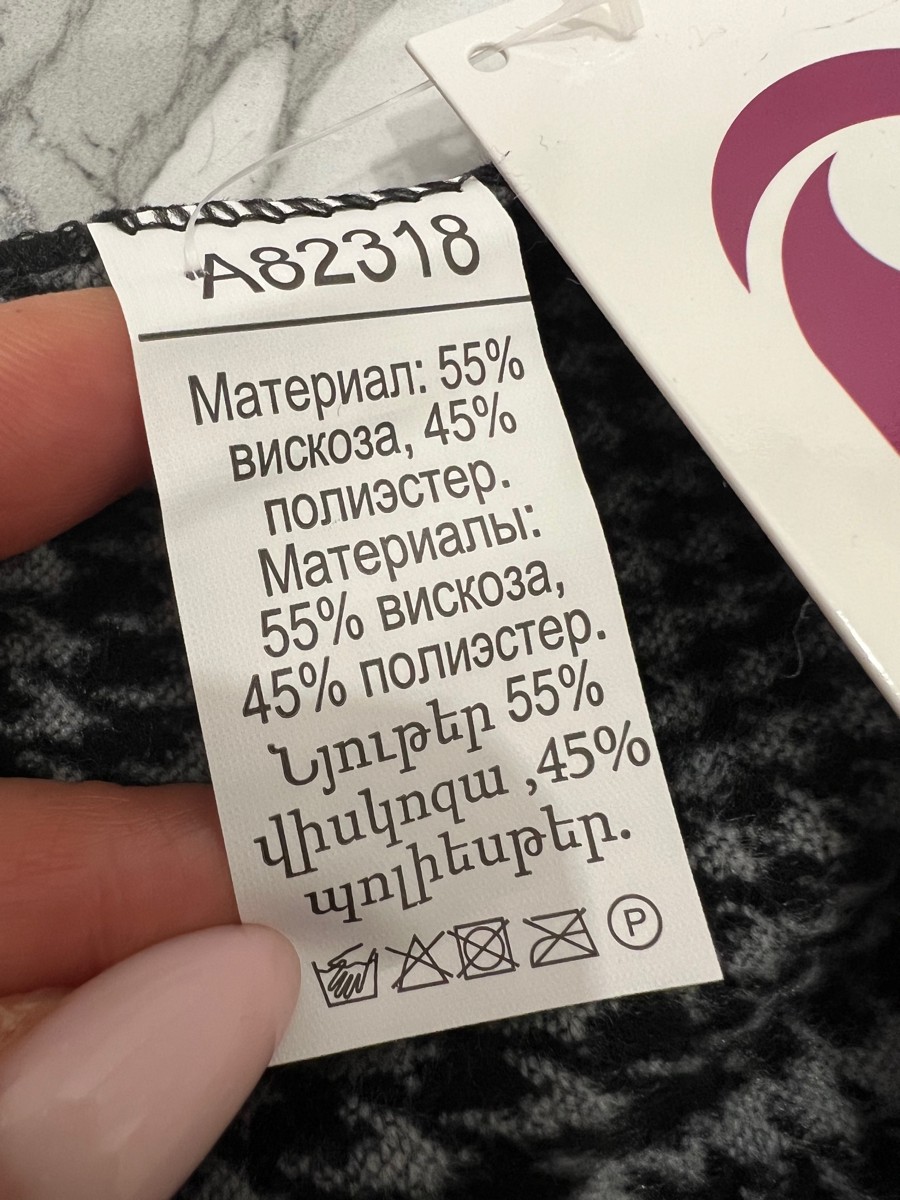 A82318
Материал: 55%
вискоза, 45%
полиэстер.
Материалы:
55% вискоза,
45% полиэстер.
Նյութեր 55%
վիսկոզա ,45%
պոլիեսթեր.
P